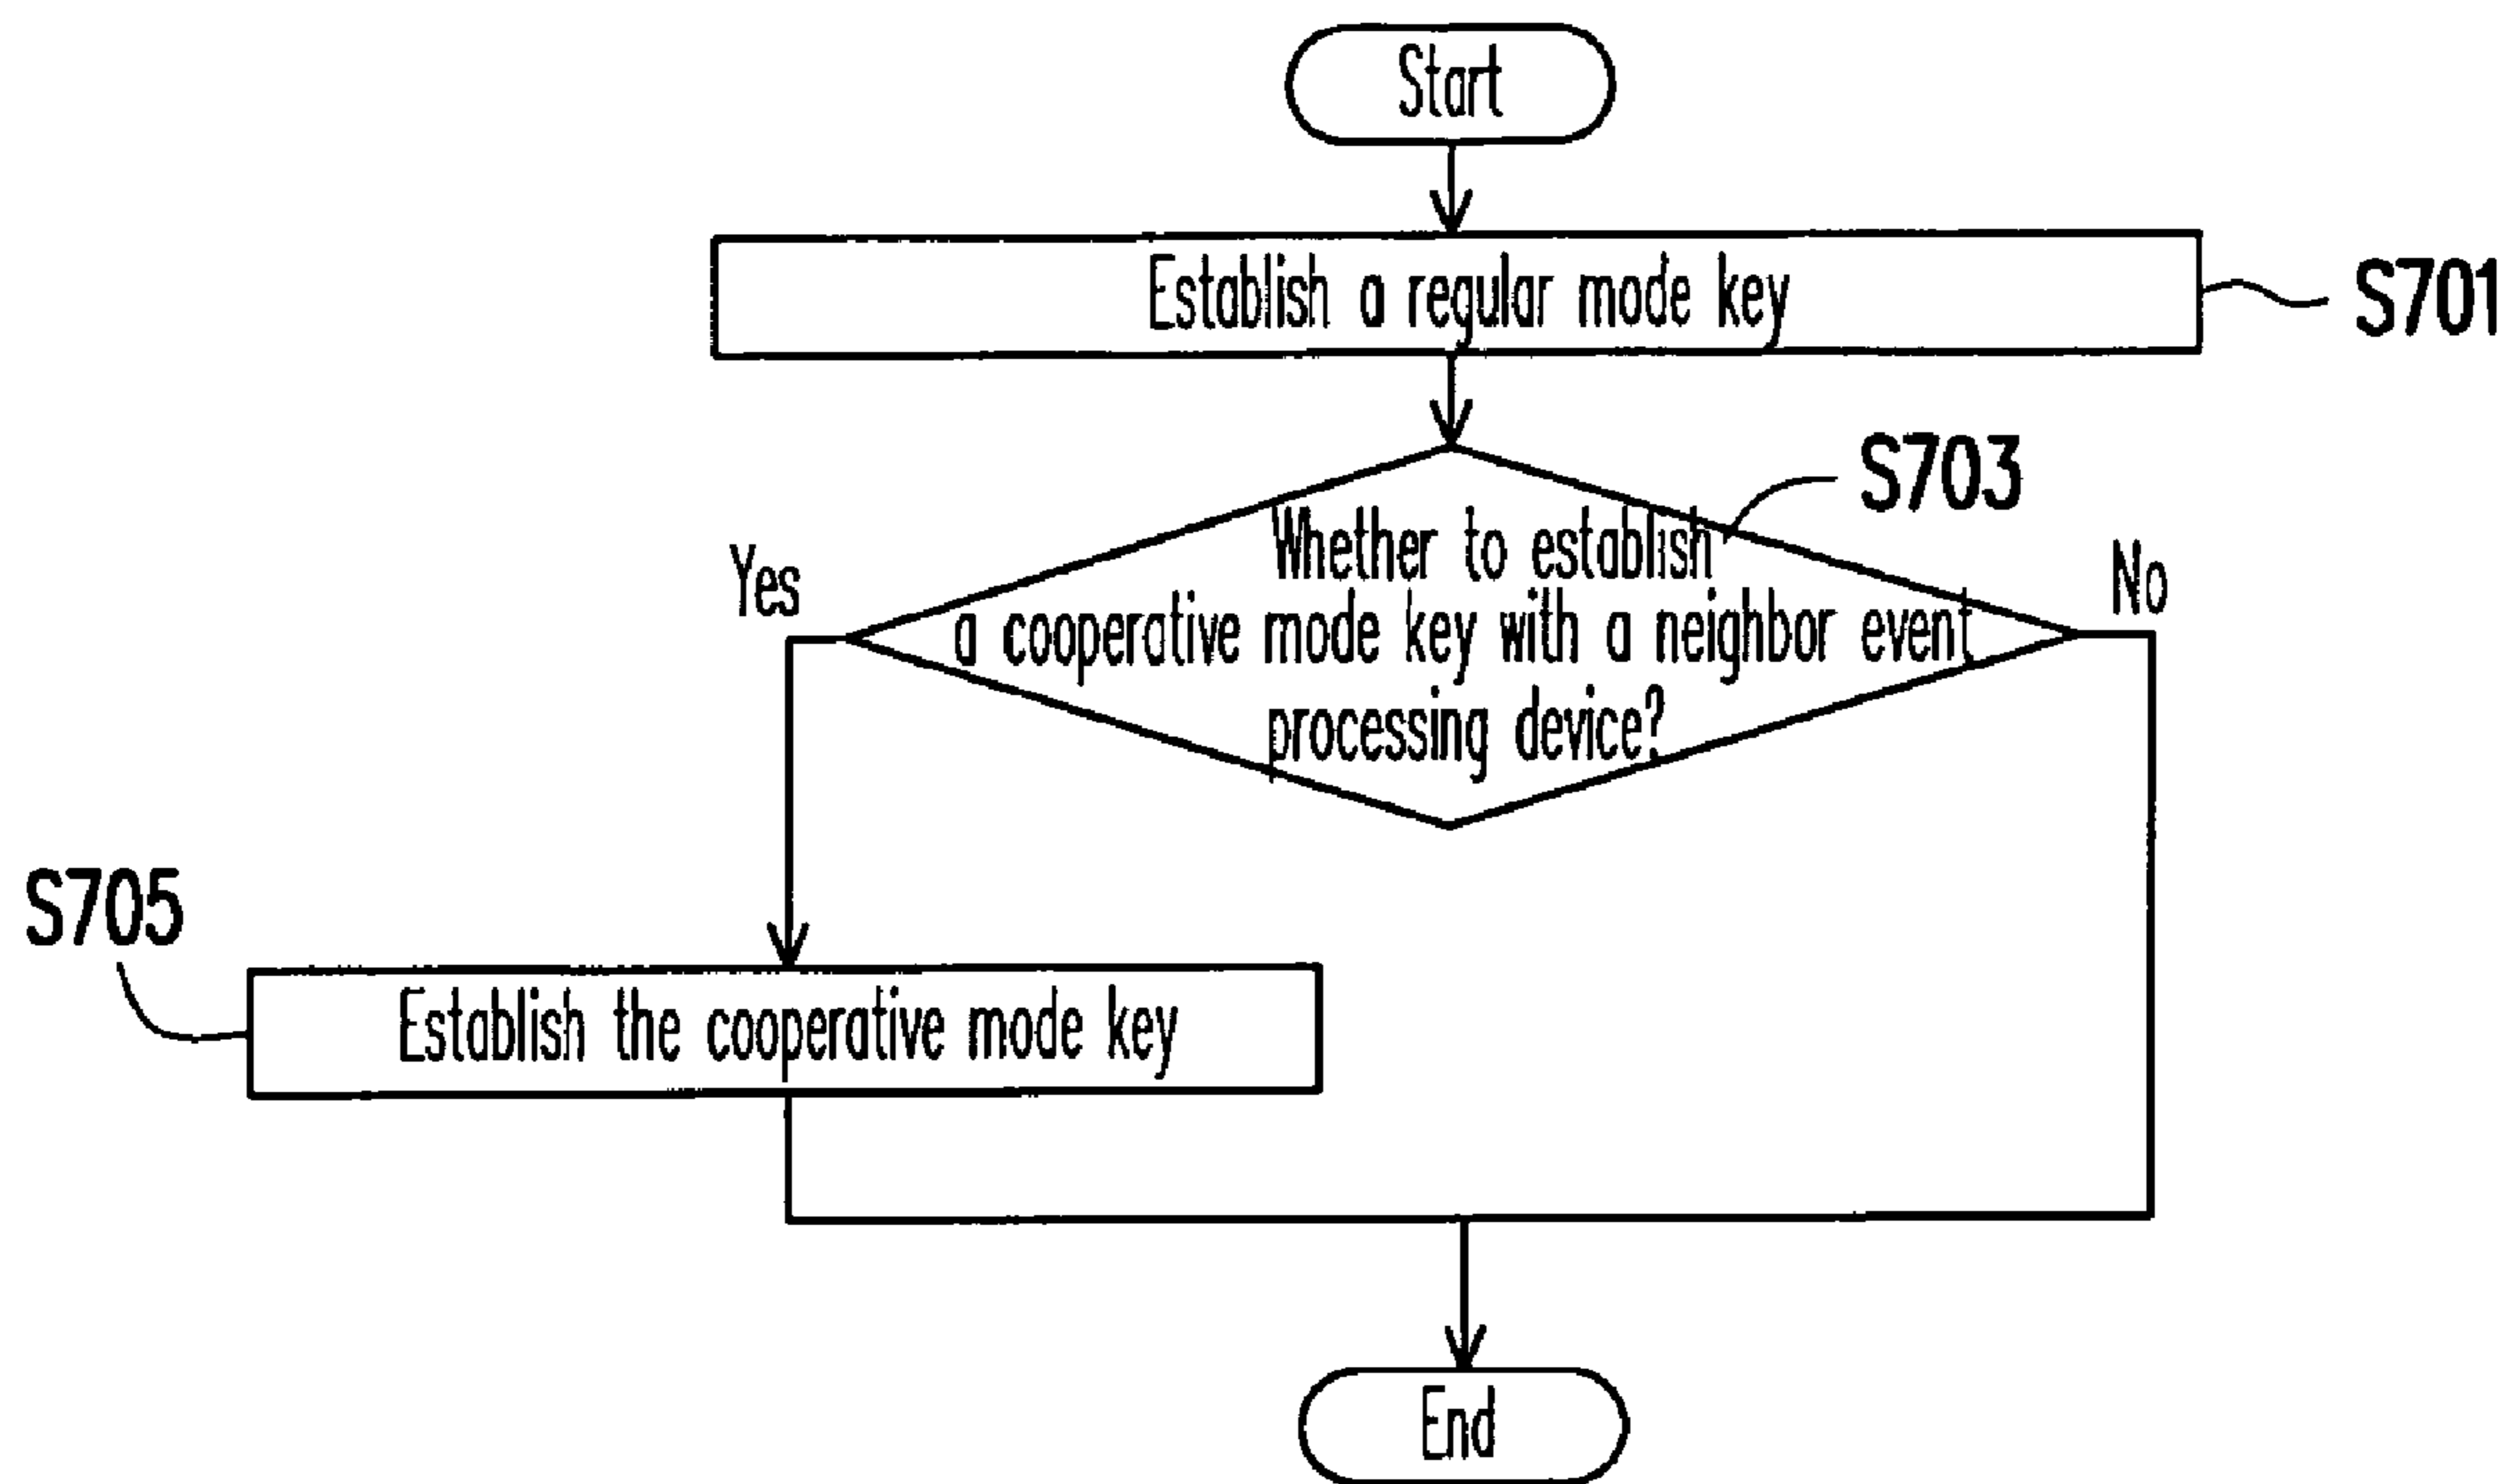 Start
Establish a regular mode key
S701
S703
Whether to establish
a cooperative mode key with a neighbor event
processing device?
Yes
No
S705
Establish the cooperative mode key
End